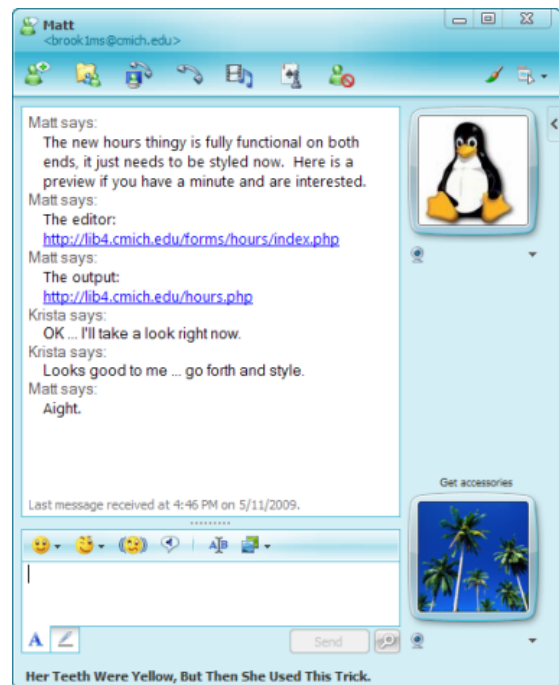 Matt
<brook1ms@cmich.edu>
Matt says:
The new hours thingy is fully functional on both
ends, it just needs to be styled now.  Here is a
preview if you have a minute and are interested.
Matt says:
The editor:
http://lib4.cmich.edu/forms/hours/index.php
Matt says:
The output:
http://lib4.cmich.edu/hours.php
Krista says:
OK ... I'll take a look right now.
Krista says:
Looks good to me ... go forth and style.
Matt says:
Aight.
Get accessories
Last message received at 4:46 PM on 5/11/2009.
A B
A
Send
Her Teeth Were Yellow, But Then She Used This Trick.